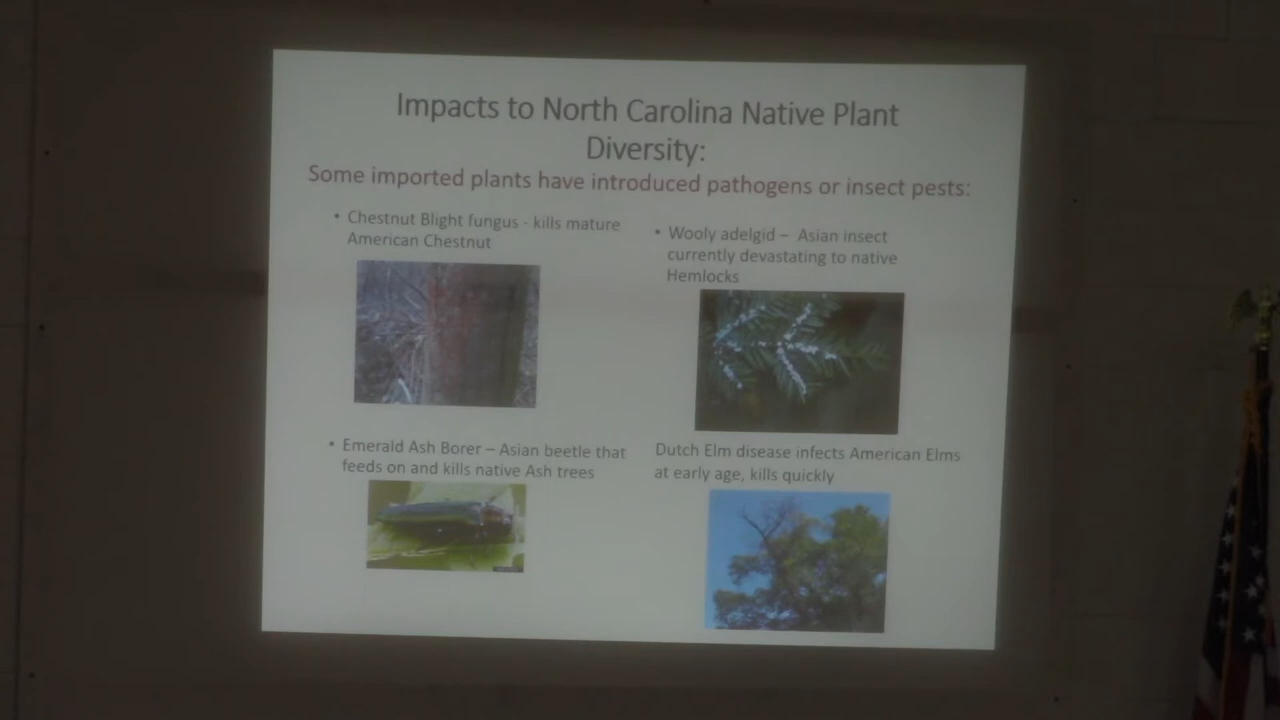 Impacts to North Carolina Native Plant
Diversity:
Some imported plants have introduced pathogens or insect pests:
• Chestnut Blight fungus - kills mature
American Chestnut
• Wooly adelgid – Asian insect
currently devastating to native
Hemlocks
• Emerald Ash Borer – Asian beetle that
feeds on and kills native Ash trees
Dutch Elm disease infects American Elms
at early age, kills quickly